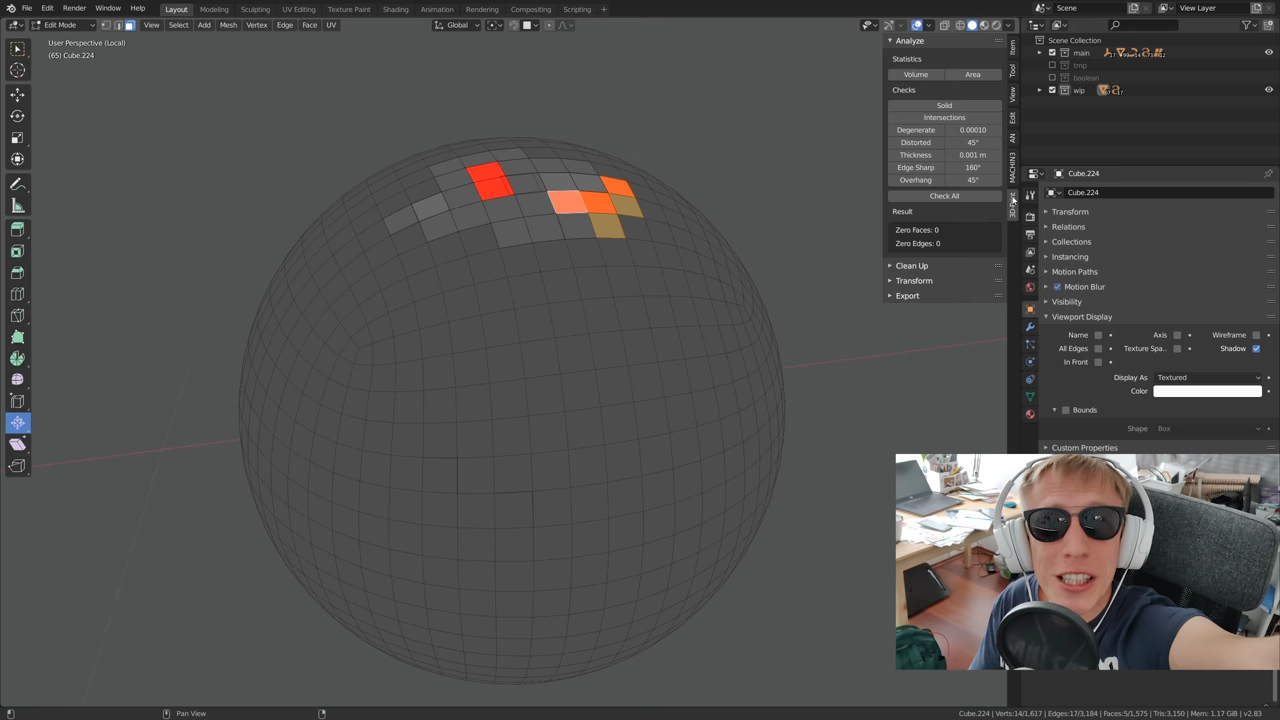 File Edit Render Window Help Layout Modeling Sculpting UV Editing Texture Paint Shading Animation Rendering Compositing Scripting + Scene View Layer
Edit Mode View Select Add Mesh Vertex Edge Face UV Global
User Perspective (Local)
(65) Cube.224
Analyze
Statistics
Volume Area
Checks
Solid
Intersections
Degenerate 0.00010
Distorted 45°
Thickness 0.001 m
Edge Sharp 160°
Overhang 45°
Check All
Result
Zero Faces: 0
Zero Edges: 0
Clean Up
Transform
Export
Item
Tool
View
Edit
AN
MACHIN3
Scene Collection
main
tmp
boolean
wip
Cube.224
Cube.224
Transform
Relations
Collections
Instancing
Motion Paths
Motion Blur
Visibility
Viewport Display
Name Axis Wireframe
All Edges Texture Spa.. Shadow
In Front
Display As Textured
Color
Bounds
Shape Box
Custom Properties
Pan View
Cube.224 | Verts:14/1,617 | Edges:17/3,184 | Faces:5/1,575 | Tris:3,150 | Mem: 1.17 GiB | v2.83